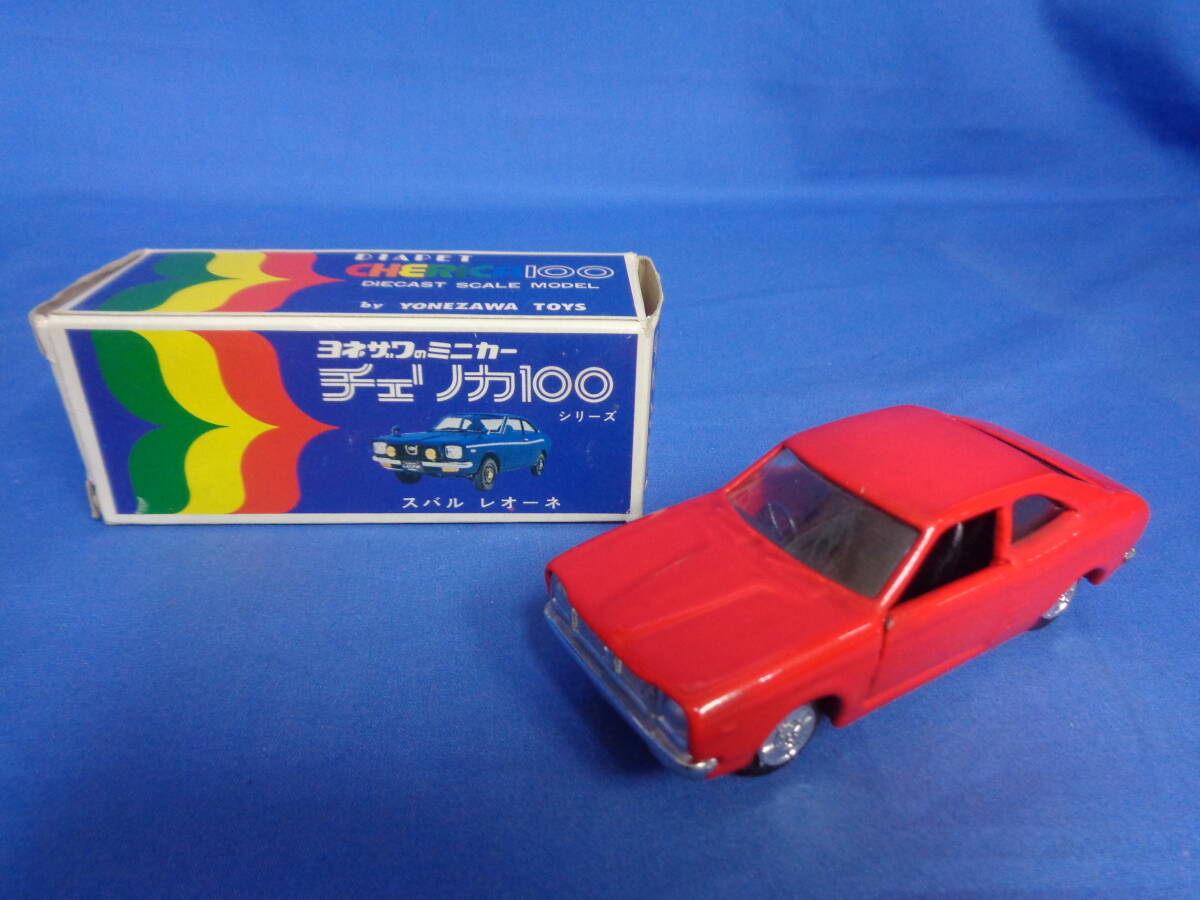 DIAPET
CHERICA100
DIECAST SCALE MODEL
by YONEZAWA TOYS
ヨネザワのミニカー
チェリカ100
シリーズ
スバル レオーネ